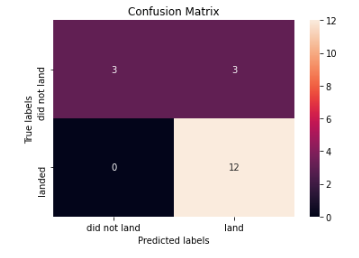 Confusion Matrix
True labels
did not land
landed
3
3
0
12
did not land
land
Predicted labels
12
10
8
6
4
2
0